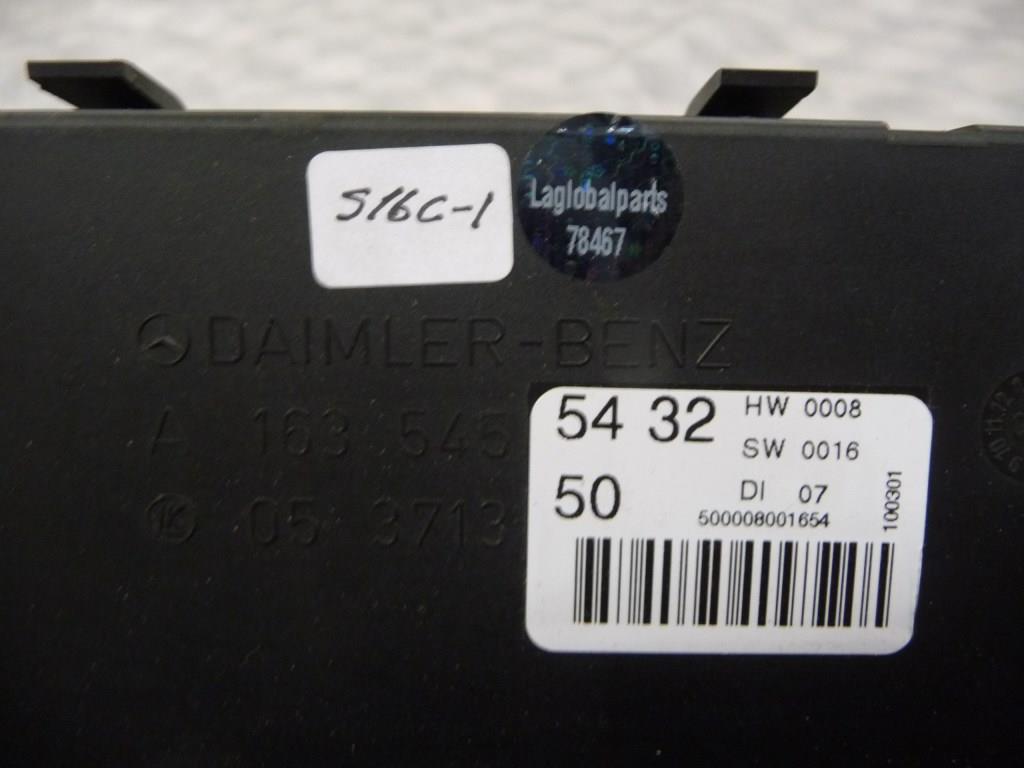 S16C-1
Laglobalparts
78467
DAIMLER-BENZ
A 163 545
54 32
HW 0008
SW 0016
50
DI 07
05 3713
500008001654
100301